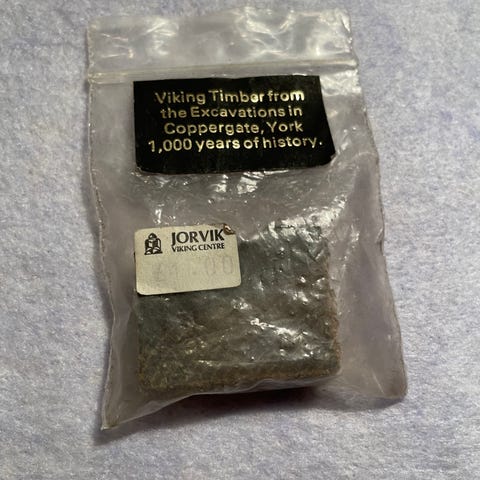 Viking Timber from
the Excavations in
Coppergate, York
1,000 years of history.
JORVIK
VIKING CENTRE